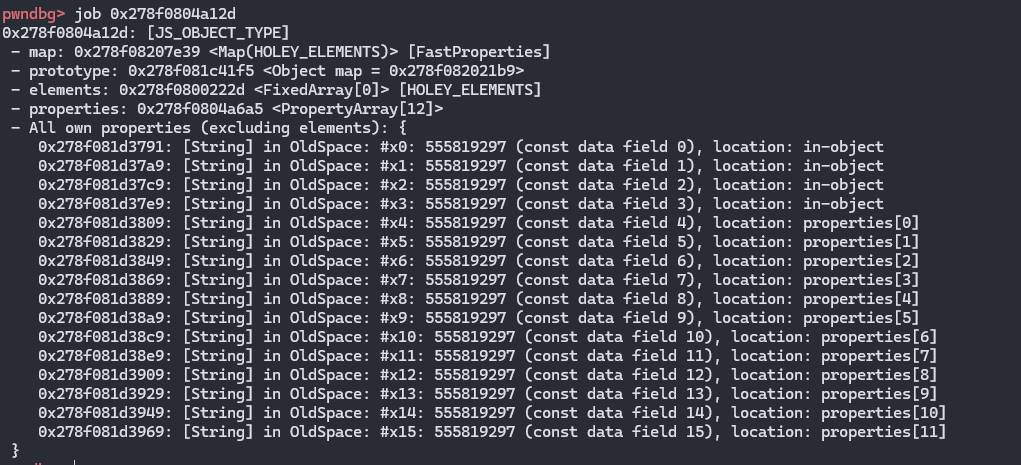 pwndbg> job 0x278f0804a12d
0x278f0804a12d: [JS_OBJECT_TYPE]
- map: 0x278f08207e39 <Map(HOLEY_ELEMENTS)> [FastProperties]
- prototype: 0x278f081c41f5 <Object map = 0x278f082021b9>
- elements: 0x278f0800222d <FixedArray[0]> [HOLEY_ELEMENTS]
- properties: 0x278f0804a6a5 <PropertyArray[12]>
- All own properties (excluding elements): {
0x278f081d3791: [String] in OldSpace: #x0: 555819297 (const data field 0), location: in-object
0x278f081d37a9: [String] in OldSpace: #x1: 555819297 (const data field 1), location: in-object
0x278f081d37c9: [String] in OldSpace: #x2: 555819297 (const data field 2), location: in-object
0x278f081d37e9: [String] in OldSpace: #x3: 555819297 (const data field 3), location: in-object
0x278f081d3809: [String] in OldSpace: #x4: 555819297 (const data field 4), location: properties[0]
0x278f081d3829: [String] in OldSpace: #x5: 555819297 (const data field 5), location: properties[1]
0x278f081d3849: [String] in OldSpace: #x6: 555819297 (const data field 6), location: properties[2]
0x278f081d3869: [String] in OldSpace: #x7: 555819297 (const data field 7), location: properties[3]
0x278f081d3889: [String] in OldSpace: #x8: 555819297 (const data field 8), location: properties[4]
0x278f081d38a9: [String] in OldSpace: #x9: 555819297 (const data field 9), location: properties[5]
0x278f081d38c9: [String] in OldSpace: #x10: 555819297 (const data field 10), location: properties[6]
0x278f081d38e9: [String] in OldSpace: #x11: 555819297 (const data field 11), location: properties[7]
0x278f081d3909: [String] in OldSpace: #x12: 555819297 (const data field 12), location: properties[8]
0x278f081d3929: [String] in OldSpace: #x13: 555819297 (const data field 13), location: properties[9]
0x278f081d3949: [String] in OldSpace: #x14: 555819297 (const data field 14), location: properties[10]
0x278f081d3969: [String] in OldSpace: #x15: 555819297 (const data field 15), location: properties[11]
}